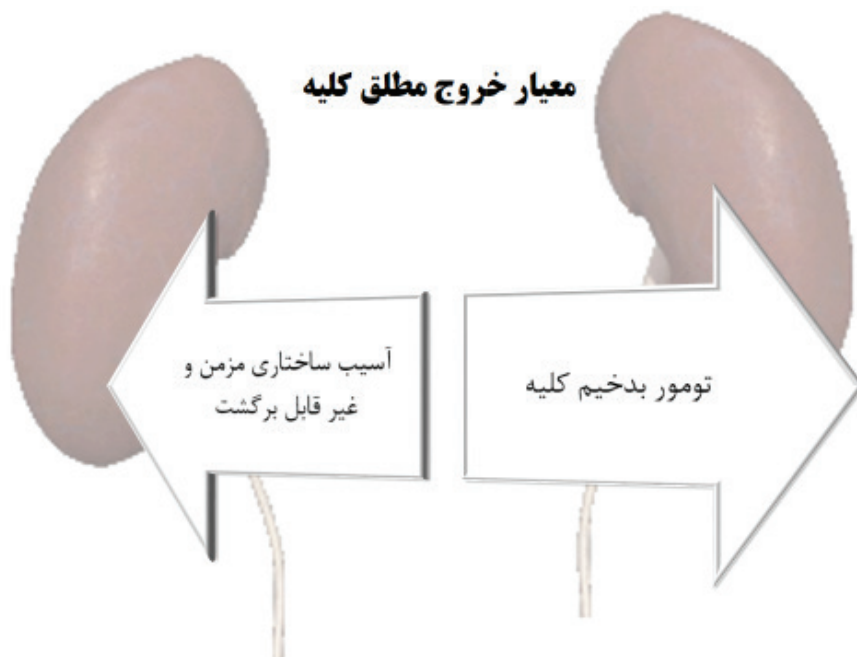 معیار خروج مطلق کلیه
تومور بدخیم کلیه
آسیب ساختاری مزمن و
غیر قابل برگشت